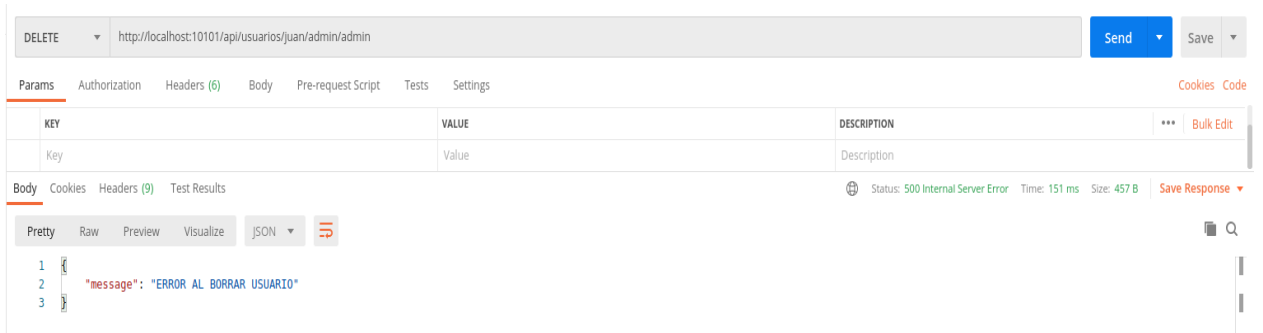 DELETE http://localhost:10101/api/usuarios/juan/admin/admin Send Save
Params Authorization Headers (6) Body Pre-request Script Tests Settings Cookies Code
KEY VALUE DESCRIPTION ••• Bulk Edit
Key Value Description
Body Cookies Headers (9) Test Results Status: 500 Internal Server Error Time: 151 ms Size: 457 B Save Response
Pretty Raw Preview Visualize JSON
1 {
2 "message": "ERROR AL BORRAR USUARIO"
3 }